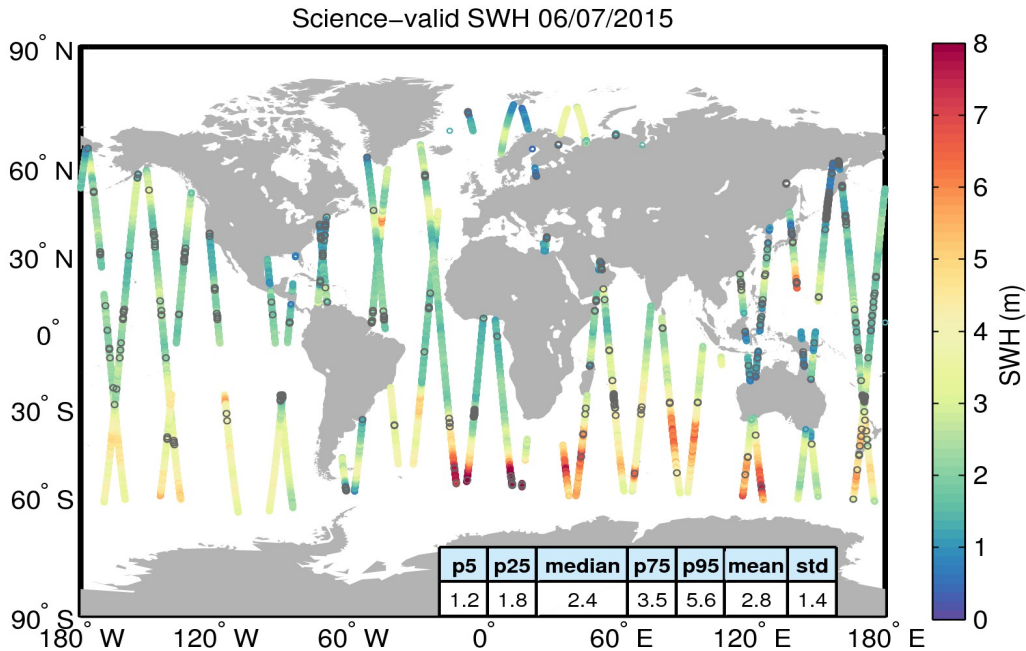 Science−valid SWH 06/07/2015
90° N
60° N
30° N
0°
30° S
60° S
90° S
180° W
120° W
60° W
0°
60° E
120° E
180° E
p5 p25 median p75 p95 mean std
1.2 1.8 2.4 3.5 5.6 2.8 1.4
8
7
6
5
4
3
2
1
0
SWH (m)